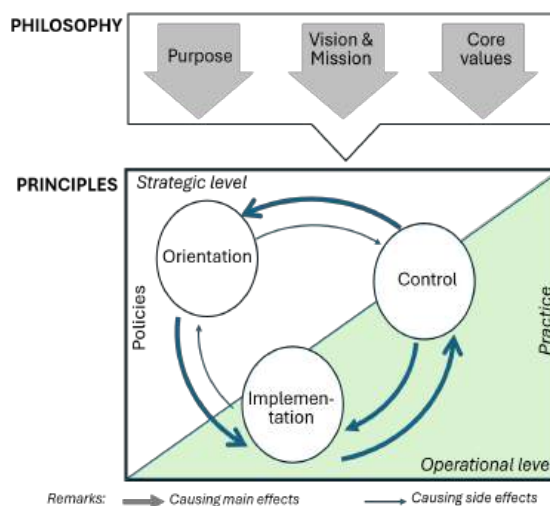 PHILOSOPHY
Purpose
Vision &
Mission
Core
values
PRINCIPLES
Strategic level
Orientation
Control
Policies
Practice
Implemen-
tation
Operational level
Remarks: Causing main effects Causing side effects